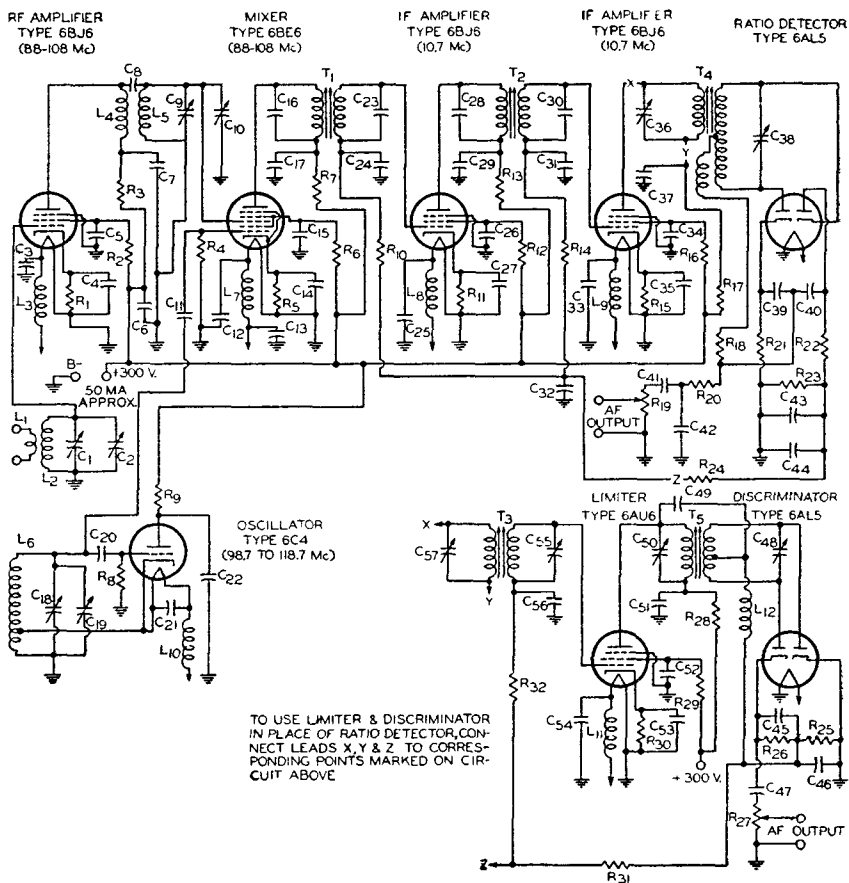 RF AMPLIFIER
TYPE 6BJ6
(88-108 Mc)
MIXER
TYPE 6BE6
(88-108 Mc)
IF AMPLIFIER
TYPE 6BJ6
(10.7 Mc)
IF AMPLIFIER
TYPE 6BJ6
(10.7 Mc)
RATIO DETECTOR
TYPE 6AL5
C8
L4
L5
C9
C10
C7
R3
C16
T1
C23
C17
C24
R7
C28
T2
C30
C29
C31
R13
X
T4
C36
Y
C38
C37
C3
C5
R2
C4
L3
R1
C6
R4
C11
C15
R6
R10
L7
R5
C14
C12
C13
C26
R12
R14
L8
C27
R11
C25
C34
R16
R17
C33
L9
C35
R15
C39
C40
R18
R21
R22
B-
+300 V.
50 MA
APPROX.
C32
C41
R20
R19
AF
OUTPUT
C42
R23
C43
C44
R24
Z
L1
L2
C1
C2
R9
OSCILLATOR
TYPE 6C4
(98.7 TO 118.7 Mc)
L6
C20
R8
C22
C18
C19
C21
L10
LIMITER
TYPE 6AU6
C49
DISCRIMINATOR
TYPE 6AL5
X
T3
C57
C55
Y
C56
C50
T5
C48
C51
R28
L12
R32
C52
R29
C54
L11
C53
R30
+300 V.
C45
R26
R25
C46
C47
R27
AF OUTPUT
TO USE LIMITER & DISCRIMINATOR
IN PLACE OF RATIO DETECTOR, CON-
NECT LEADS X,Y & Z TO CORRES-
PONDING POINTS MARKED ON CIR-
CUIT ABOVE
Z
R31